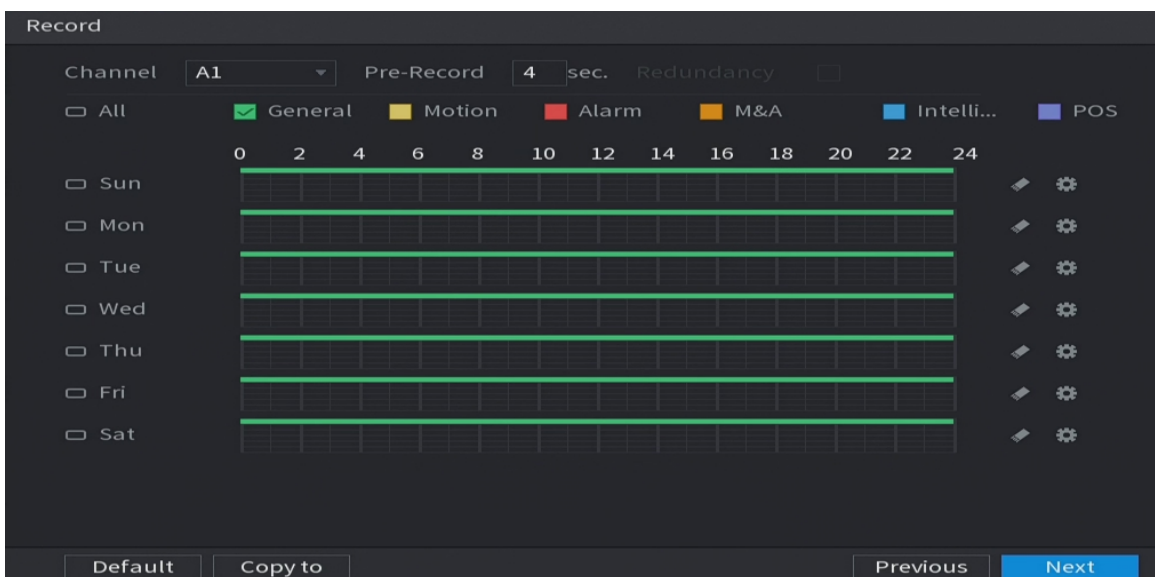 Record
Channel A1 Pre-Record 4 sec. Redundancy
All General Motion Alarm M&A Intelli... POS
0 2 4 6 8 10 12 14 16 18 20 22 24
Sun
Mon
Tue
Wed
Thu
Fri
Sat
Default Copy to Previous Next